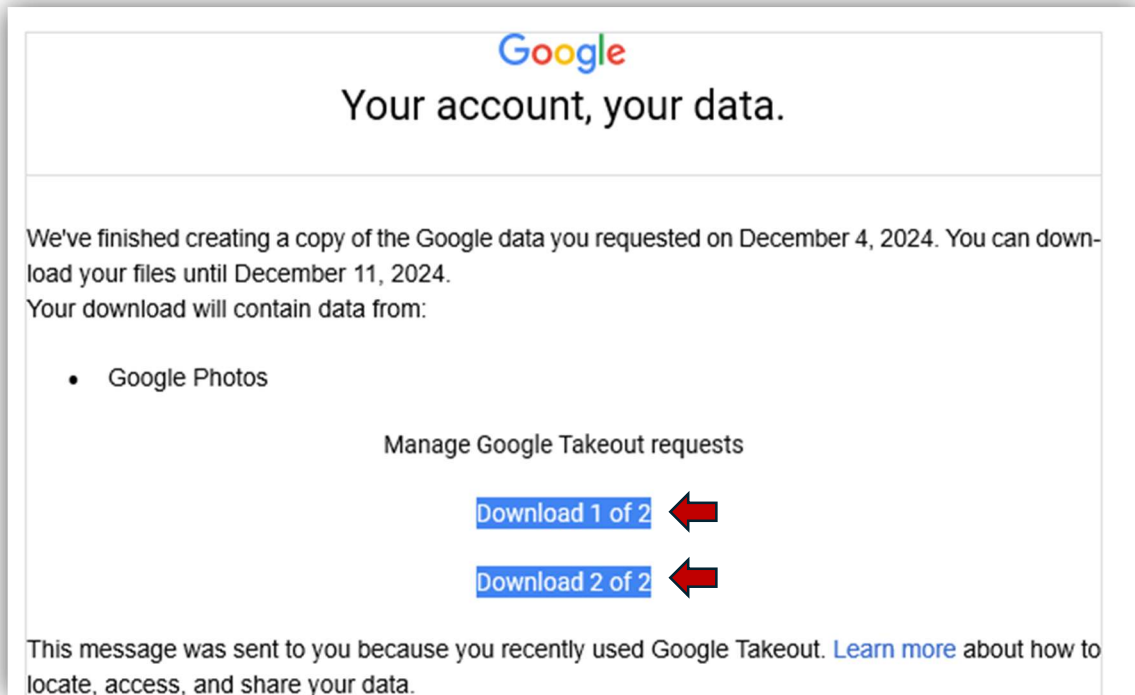 Google
Your account, your data.
We've finished creating a copy of the Google data you requested on December 4, 2024. You can down-
load your files until December 11, 2024.
Your download will contain data from:
• Google Photos
Manage Google Takeout requests
Download 1 of 2
Download 2 of 2
This message was sent to you because you recently used Google Takeout. Learn more about how to
locate, access, and share your data.